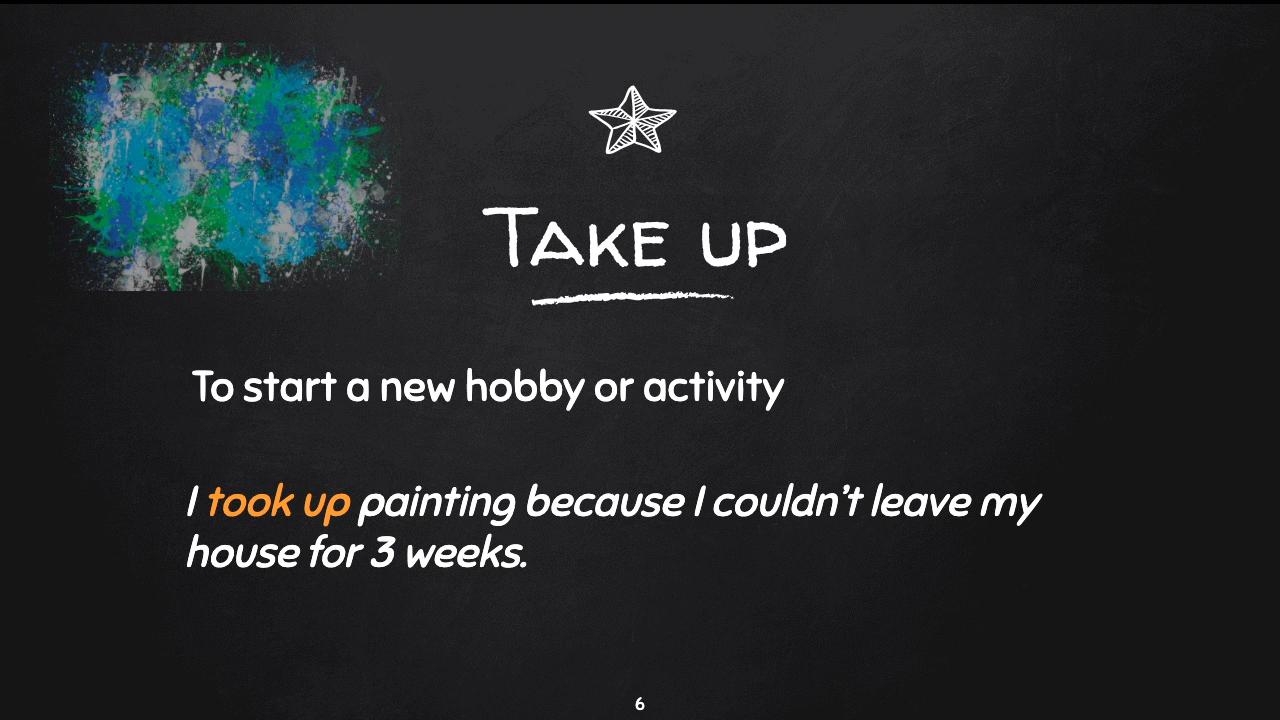 Take up
To start a new hobby or activity
I took up painting because I couldn't leave my
house for 3 weeks.
6